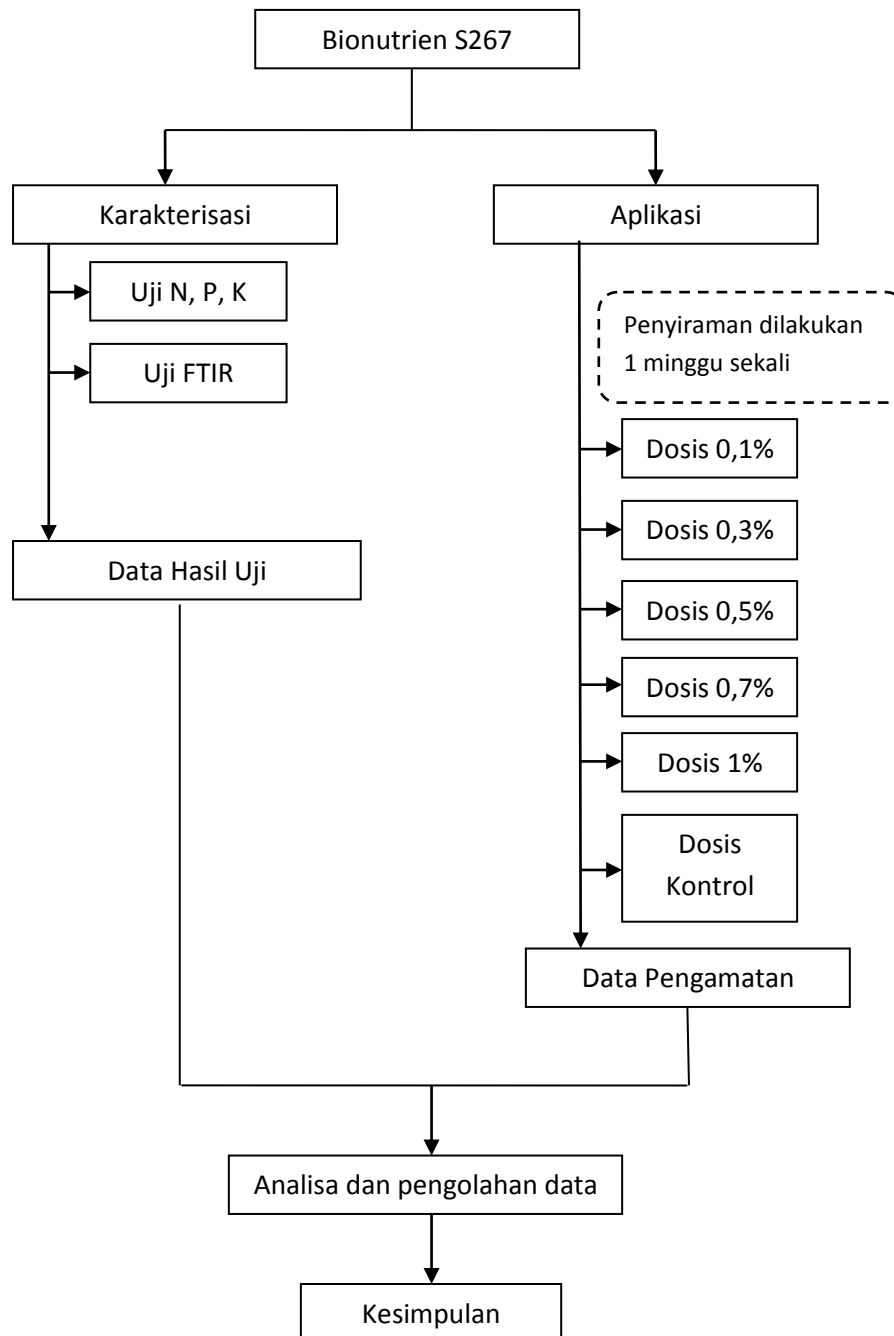 Bionutrien S267
Karakterisasi
Uji N, P, K
Uji FTIR
Data Hasil Uji
Aplikasi
Penyiraman dilakukan
1 minggu sekali
Dosis 0,1%
Dosis 0,3%
Dosis 0,5%
Dosis 0,7%
Dosis 1%
Dosis
Kontrol
Data Pengamatan
Analisa dan pengolahan data
Kesimpulan